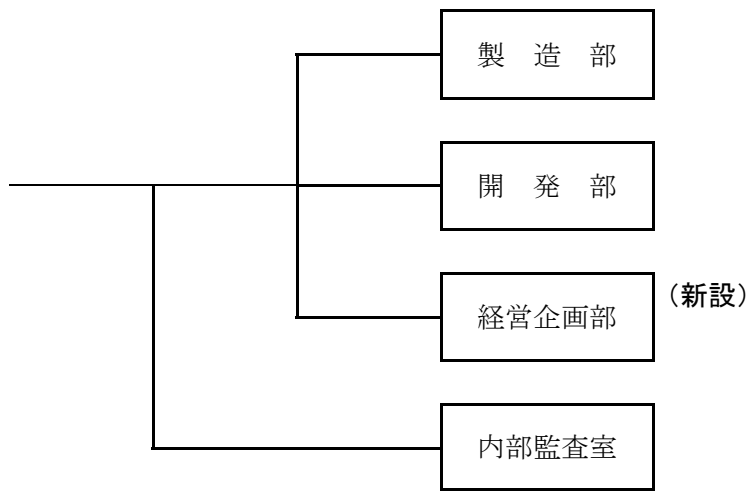 製　造　部
開　発　部
経営企画部
（新設）
内部監査室